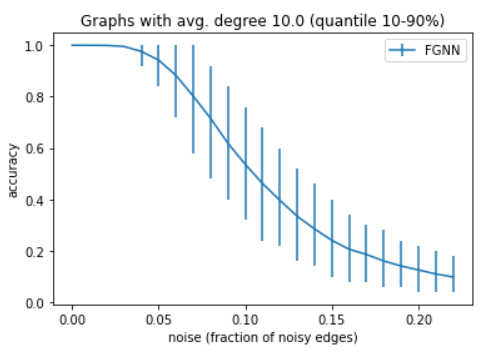 Graphs with avg. degree 10.0 (quantile 10-90%)
FGNN
accuracy
1.0
0.8
0.6
0.4
0.2
0.0
0.00 0.05 0.10 0.15 0.20
noise (fraction of noisy edges)